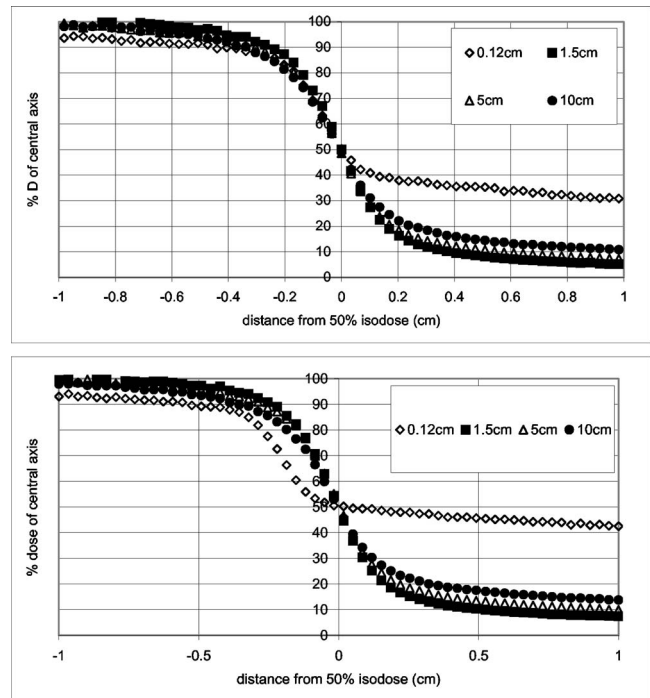 100
90
80
70
60
50
40
30
20
10
0
% D of central axis
0.12cm 1.5cm
5cm 10cm
-1 -0.8 -0.6 -0.4 -0.2 0 0.2 0.4 0.6 0.8 1
distance from 50% isodose (cm)
100
90
80
70
60
50
40
30
20
10
0
% dose of central axis
0.12cm 1.5cm 5cm 10cm
-1 -0.5 0 0.5 1
distance from 50% isodose (cm)